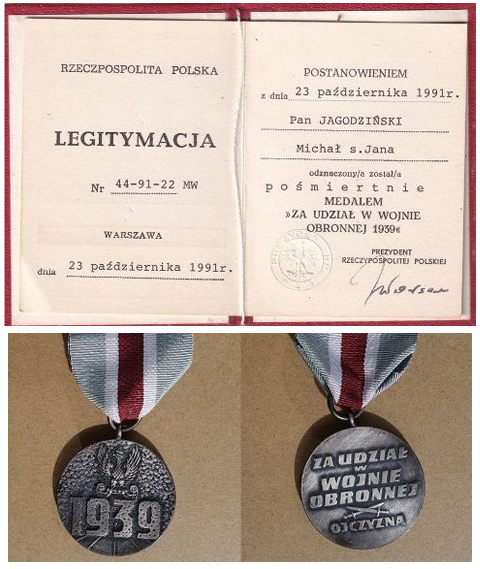 RZECZPOSPOLITA POLSKA
LEGITYMACJA
Nr 44-91-22 MW
WARSZAWA
dnia 23 października 1991r.
POSTANOWIENIEM
z dnia 23 października 1991r.
Pan JAGODZIŃSKI
Michał s.Jana
odznaczony/a został/a
pośmiertnie
MEDALEM
»ZA UDZIAŁ W WOJNIE
OBRONNEJ 1939«
PREZYDENT
RZECZYPOSPOLITEJ POLSKIEJ
1939
ZA UDZIAŁ
W
WOJNIE
OBRONNEJ
OJCZYZNA